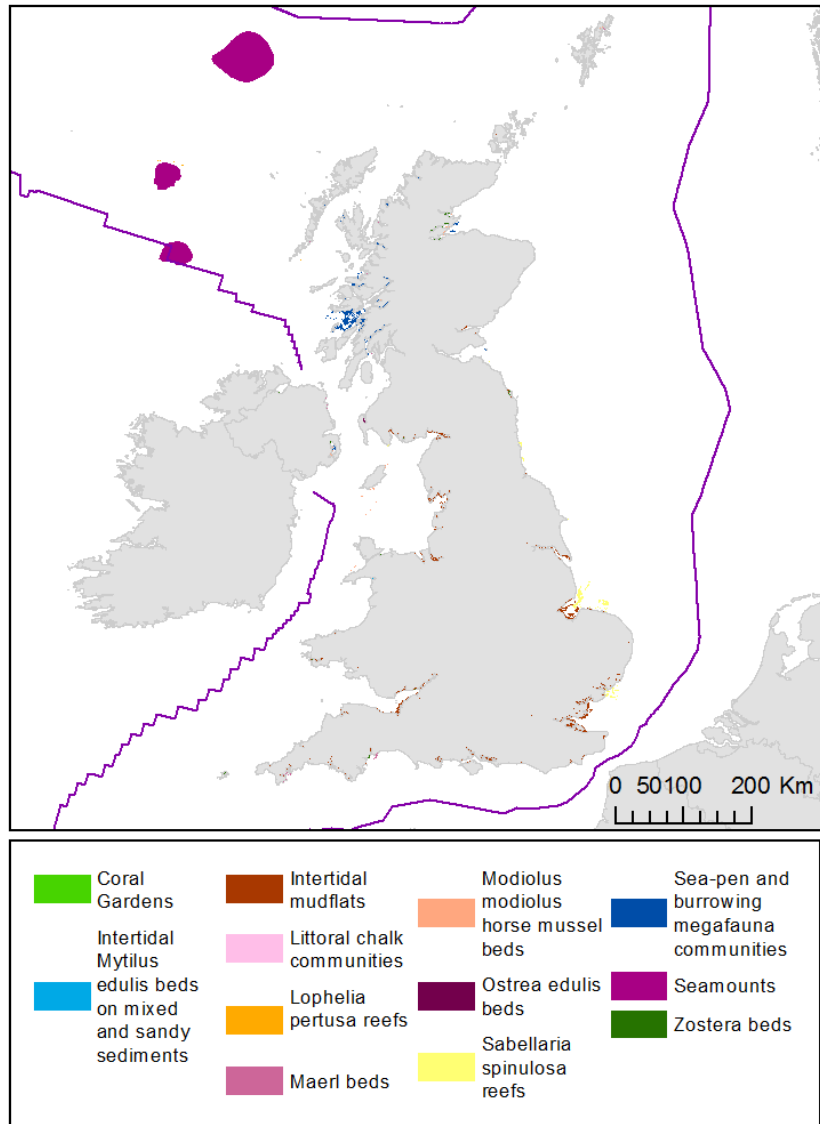 0 50100 200 Km
Coral
Gardens
Intertidal
Mytilus
edulis beds
on mixed
and sandy
sediments
Intertidal
mudflats
Littoral chalk
communities
Lophelia
pertusa reefs
Maerl beds
Modiolus
modiolus
horse mussel
beds
Ostrea edulis
beds
Sabellaria
spinulosa
reefs
Sea-pen and
burrowing
megafauna
communities
Seamounts
Zostera beds